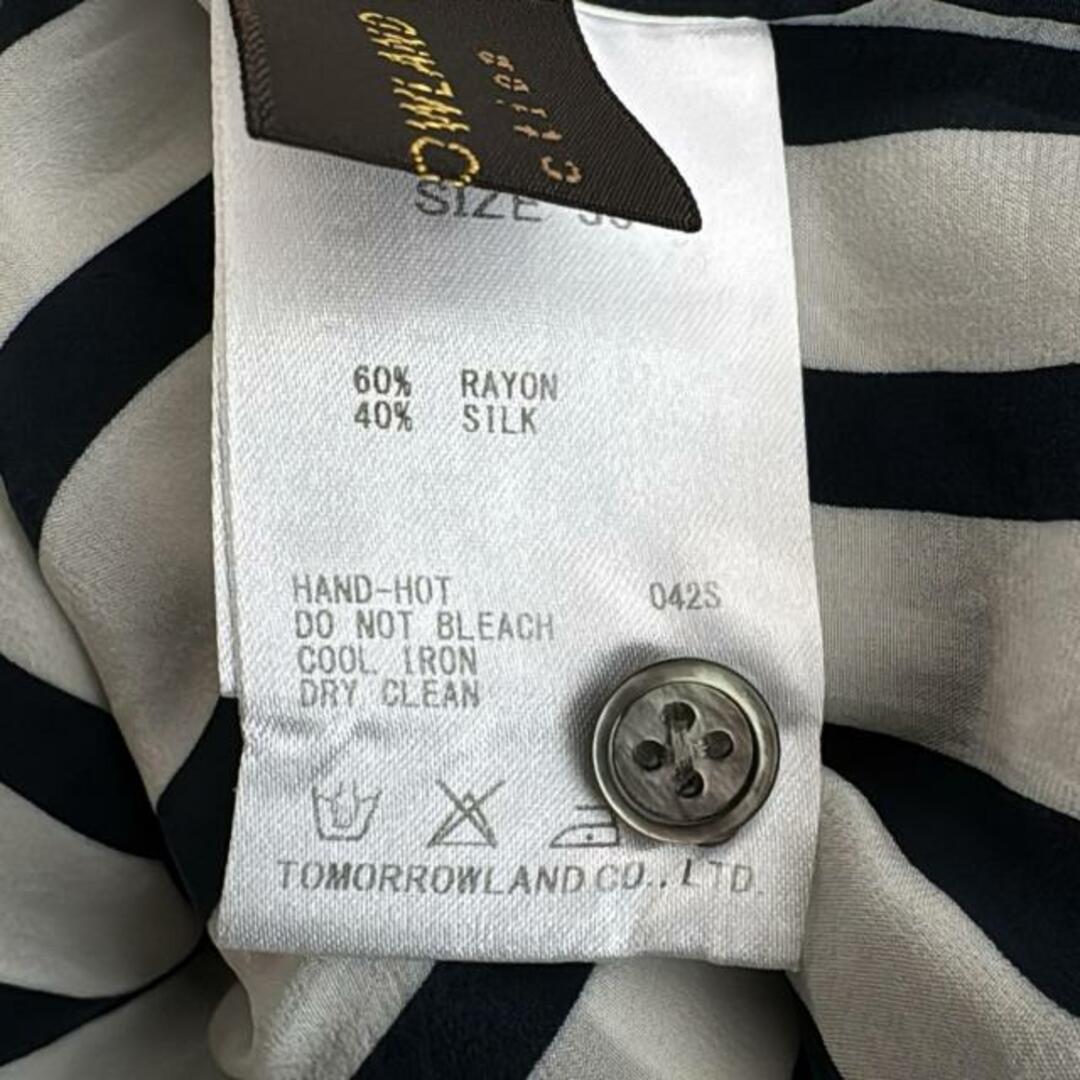 SIZE
60% RAYON
40% SILK
HAND-HOT
DO NOT BLEACH
COOL IRON
DRY CLEAN
042S
TOMORROWLAND CO., LTD.